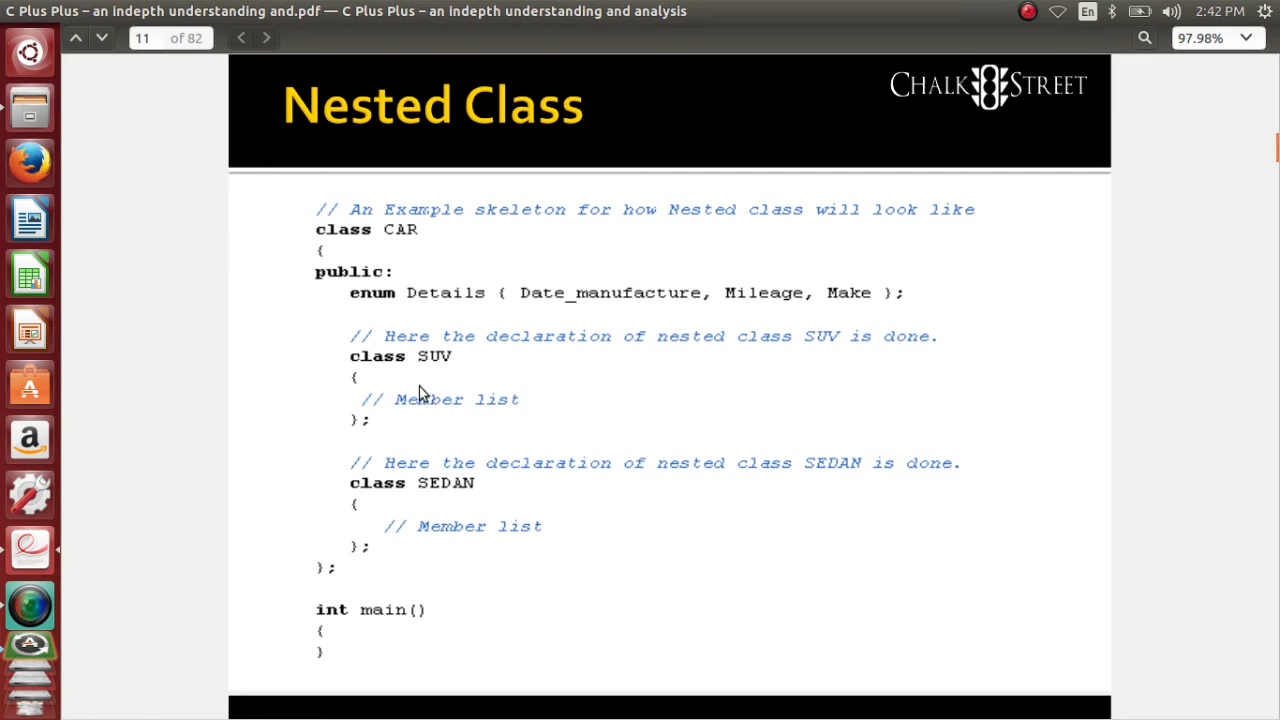 C Plus Plus – an indepth understanding and.pdf — C Plus Plus – an indepth understanding and analysis
En
2:42 PM
11 of 82
97.98%
Nested Class
CHALK STREET
// An Example skeleton for how Nested class will look like
class CAR
{
public:
enum Details { Date_manufacture, Mileage, Make };
// Here the declaration of nested class SUV is done.
class SUV
{
// Member list
};
// Here the declaration of nested class SEDAN is done.
class SEDAN
{
// Member list
};
};
int main()
{
}